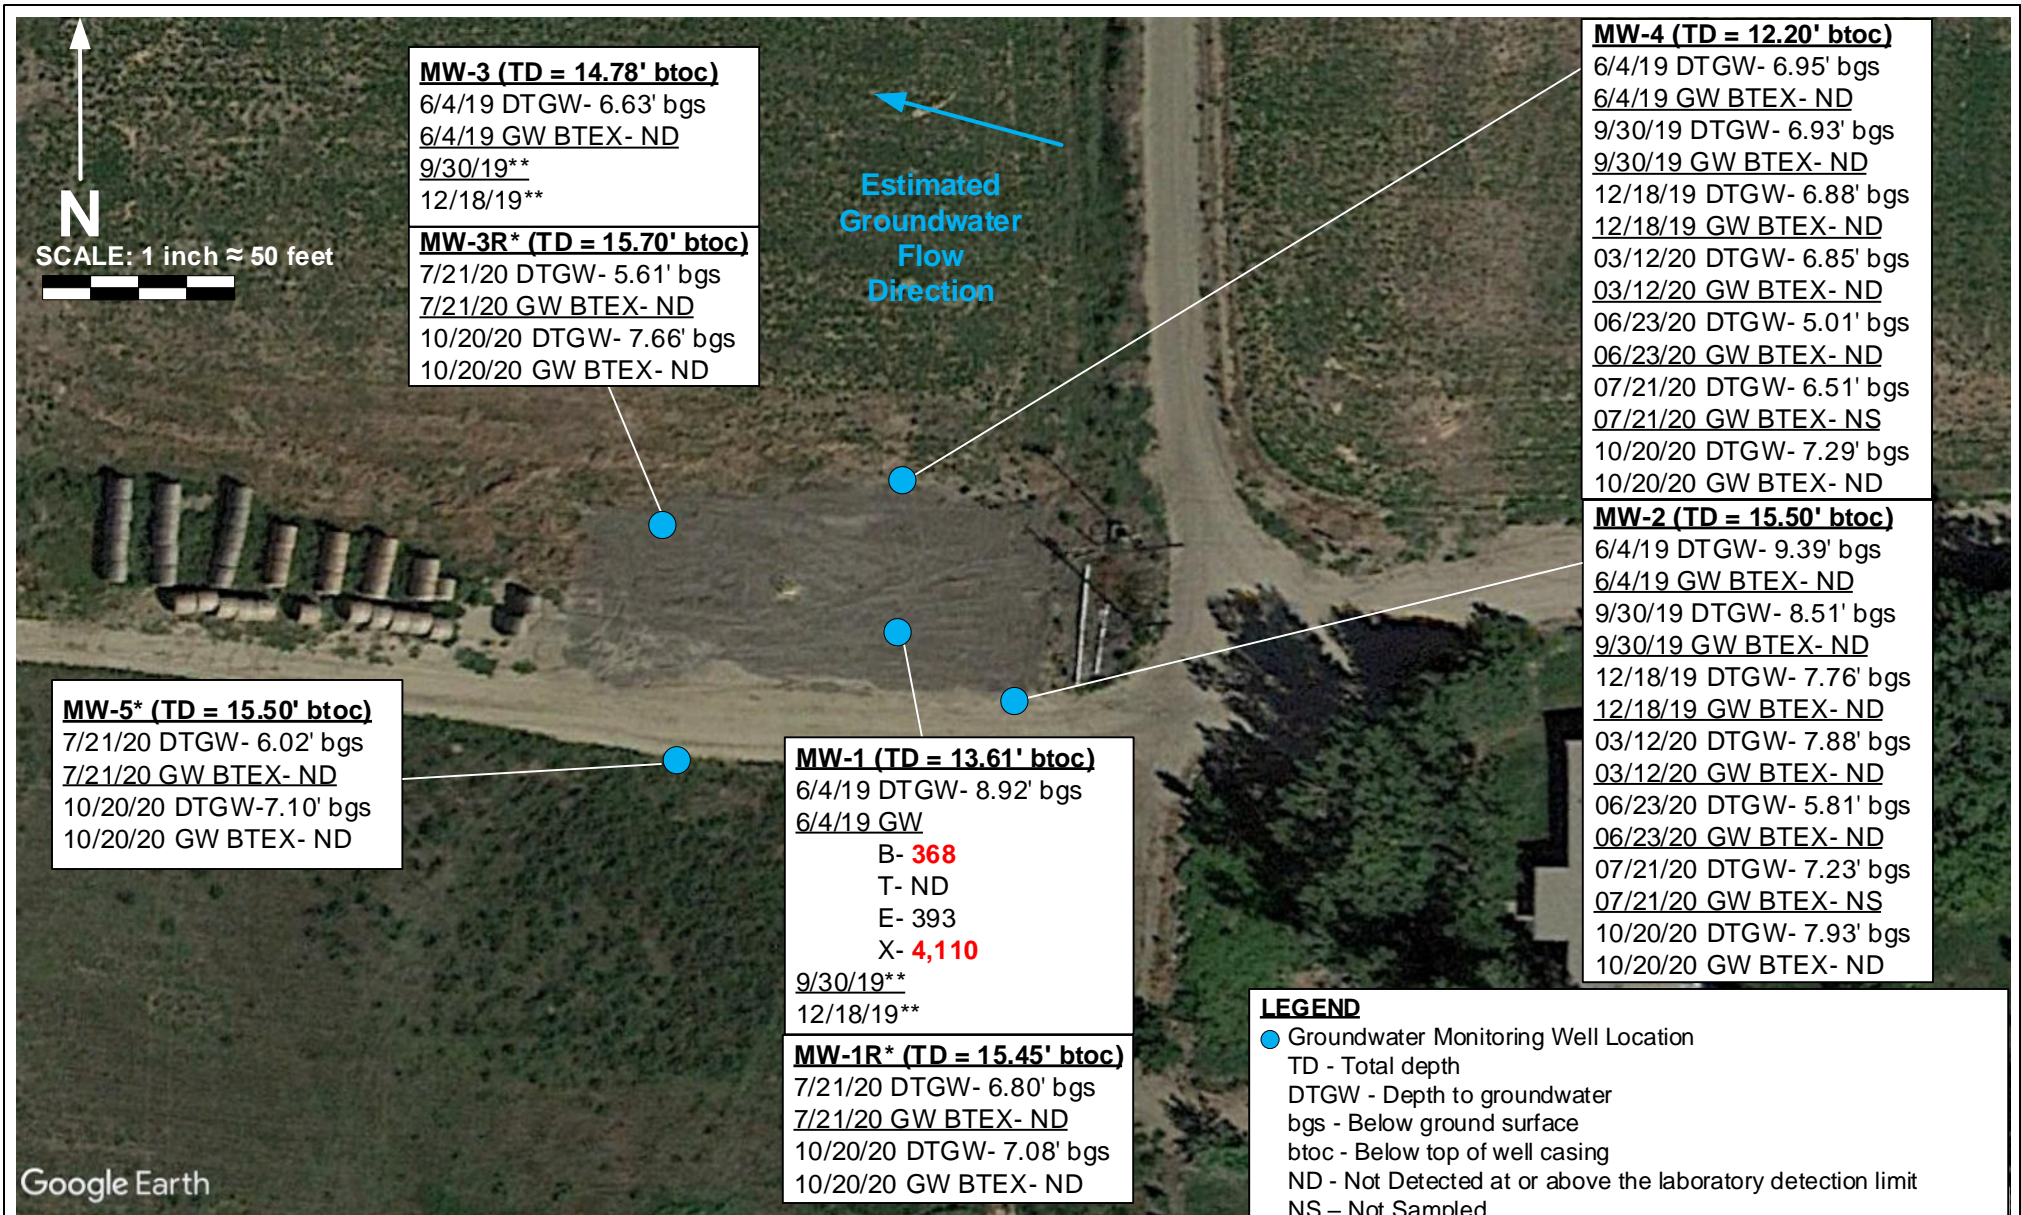 MW-3 (TD = 14.78' btoc)
6/4/19 DTGW- 6.63' bgs
6/4/19 GW BTEX- ND
9/30/19**
12/18/19**
MW-3R* (TD = 15.70' btoc)
7/21/20 DTGW- 5.61' bgs
7/21/20 GW BTEX- ND
10/20/20 DTGW- 7.66' bgs
10/20/20 GW BTEX- ND
N
SCALE: 1 inch ≈ 50 feet
Estimated
Groundwater
Flow
Direction
MW-4 (TD = 12.20' btoc)
6/4/19 DTGW- 6.95' bgs
6/4/19 GW BTEX- ND
9/30/19 DTGW- 6.93' bgs
9/30/19 GW BTEX- ND
12/18/19 DTGW- 6.88' bgs
12/18/19 GW BTEX- ND
03/12/20 DTGW- 6.85' bgs
03/12/20 GW BTEX- ND
06/23/20 DTGW- 5.01' bgs
06/23/20 GW BTEX- ND
07/21/20 DTGW- 6.51' bgs
07/21/20 GW BTEX- NS
10/20/20 DTGW- 7.29' bgs
10/20/20 GW BTEX- ND
MW-2 (TD = 15.50' btoc)
6/4/19 DTGW- 9.39' bgs
6/4/19 GW BTEX- ND
9/30/19 DTGW- 8.51' bgs
9/30/19 GW BTEX- ND
12/18/19 DTGW- 7.76' bgs
12/18/19 GW BTEX- ND
03/12/20 DTGW- 7.88' bgs
03/12/20 GW BTEX- ND
06/23/20 DTGW- 5.81' bgs
06/23/20 GW BTEX- ND
07/21/20 DTGW- 7.23' bgs
07/21/20 GW BTEX- NS
10/20/20 DTGW- 7.93' bgs
10/20/20 GW BTEX- ND
MW-5* (TD = 15.50' btoc)
7/21/20 DTGW- 6.02' bgs
7/21/20 GW BTEX- ND
10/20/20 DTGW-7.10' bgs
10/20/20 GW BTEX- ND
MW-1 (TD = 13.61' btoc)
6/4/19 DTGW- 8.92' bgs
6/4/19 GW
B- 368
T- ND
E- 393
X- 4,110
9/30/19**
12/18/19**
MW-1R* (TD = 15.45' btoc)
7/21/20 DTGW- 6.80' bgs
7/21/20 GW BTEX- ND
10/20/20 DTGW- 7.08' bgs
10/20/20 GW BTEX- ND
LEGEND
Groundwater Monitoring Well Location
TD - Total depth
DTGW - Depth to groundwater
bgs - Below ground surface
btoc - Below top of well casing
ND - Not Detected at or above the laboratory detection limit
NS – Not Sampled
Google Earth